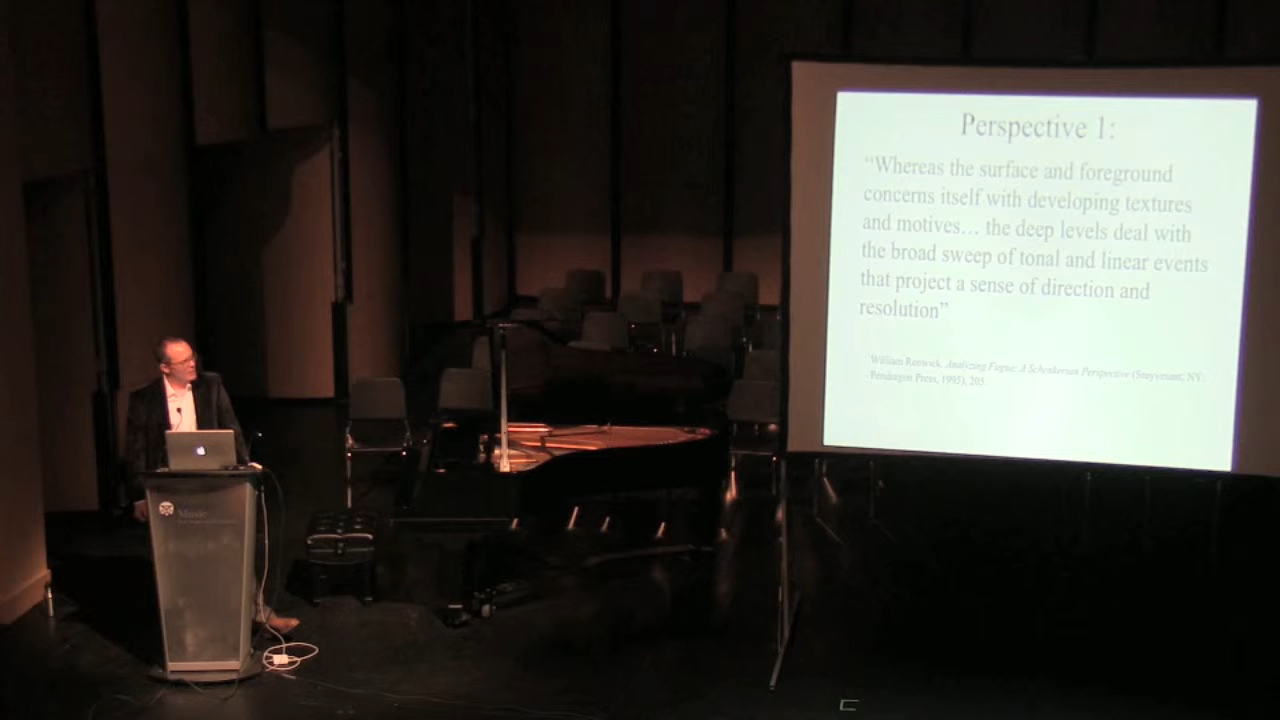 Perspective 1:
“Whereas the surface and foreground
concerns itself with developing textures
and motives… the deep levels deal with
the broad sweep of tonal and linear events
that project a sense of direction and
resolution”
William Renwick, Analyzing Fugue: A Schenkerian Perspective (Stuyvesant, NY:
Pendragon Press, 1995), 205
Music